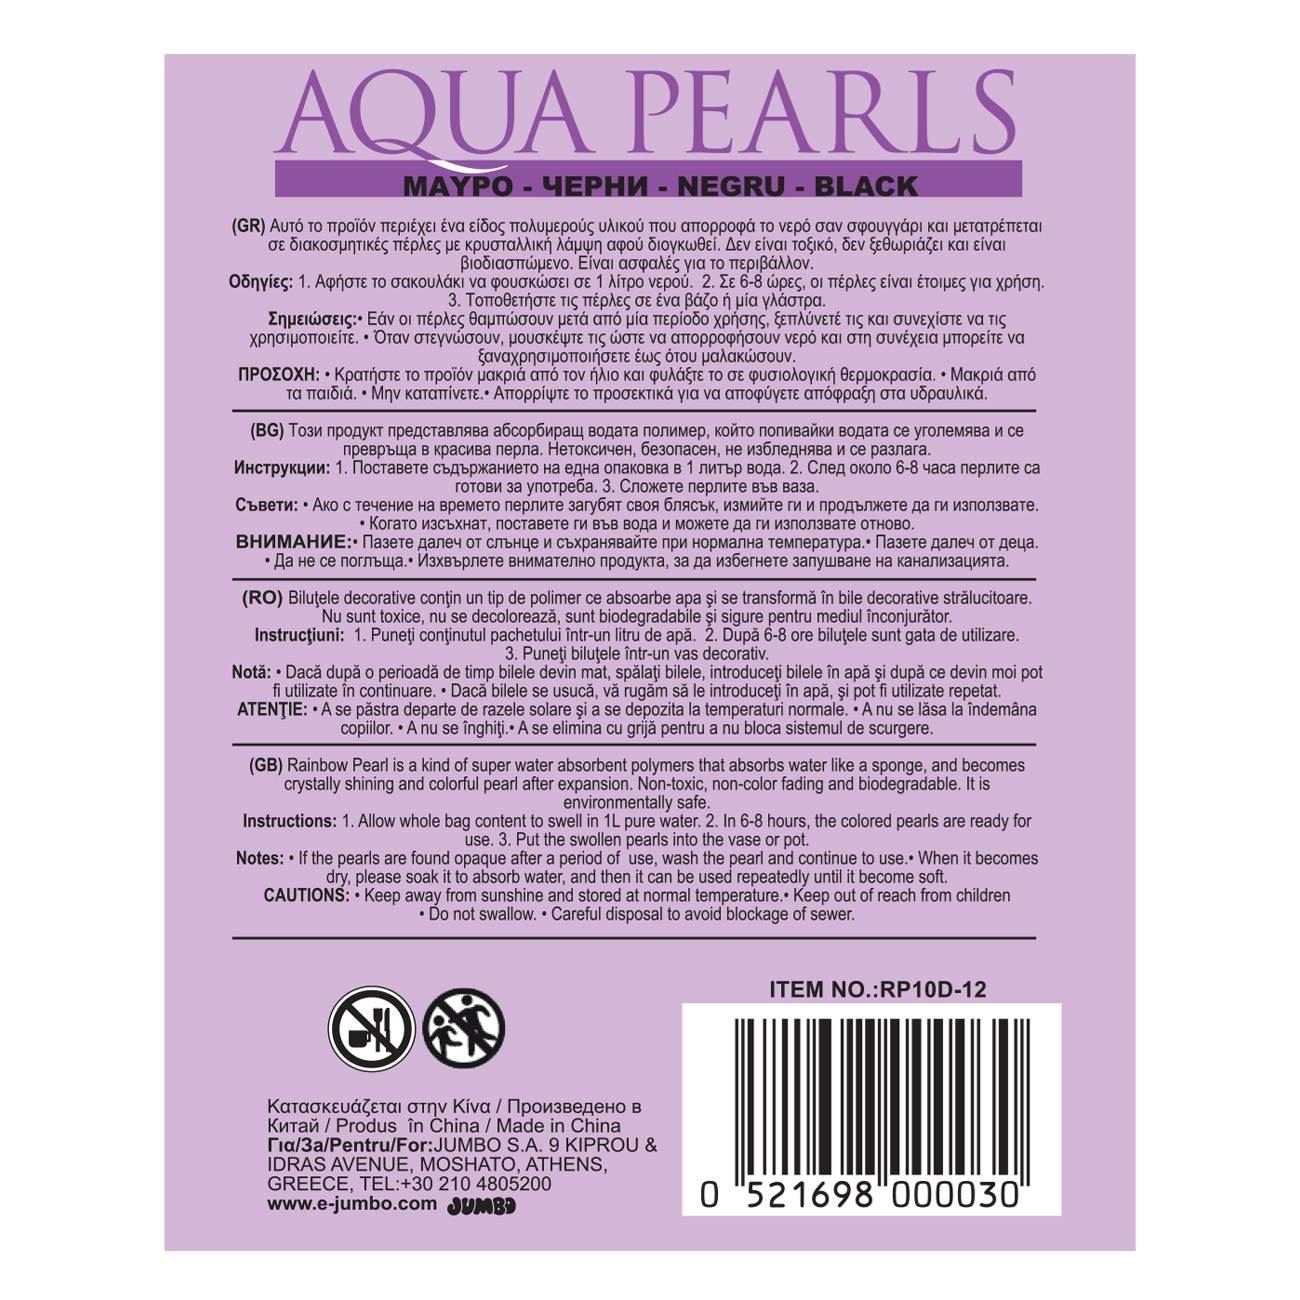 AQUA PEARLS
ΜΑΥΡΟ - ЧЕРНИ - NEGRU - BLACK
(GR) Αυτό το προϊόν περιέχει ένα είδος πολυμερούς υλικού που απορροφά το νερό σαν σφουγγάρι και μετατρέπεται
σε διακοσμητικές πέρλες με κρυσταλλική λάμψη αφού διογκωθεί. Δεν είναι τοξικό, δεν ξεθωριάζει και είναι
βιοδιασπώμενο. Είναι ασφαλές για το περιβάλλον.
Οδηγίες: 1. Αφήστε το σακουλάκι να φουσκώσει σε 1 λίτρο νερού. 2. Σε 6-8 ώρες, οι πέρλες είναι έτοιμες για χρήση.
3. Τοποθετήστε τις πέρλες σε ένα βάζο ή μία γλάστρα.
Σημειώσεις:• Εάν οι πέρλες θαμπώσουν μετά από μία περίοδο χρήσης, ξεπλύνετέ τις και συνεχίστε να τις
χρησιμοποιείτε. • Όταν στεγνώσουν, μουσκέψτε τις ώστε να απορροφήσουν νερό και στη συνέχεια μπορείτε να
ξαναχρησιμοποιήσετε έως ότου μαλακώσουν.
ΠΡΟΣΟΧΗ: • Κρατήστε το προϊόν μακριά από τον ήλιο και φυλάξτε το σε φυσιολογική θερμοκρασία. • Μακριά από
τα παιδιά. • Μην καταπίνετε.• Απορρίψτε το προσεκτικά για να αποφύγετε απόφραξη στα υδραυλικά.
(BG) Този продукт представлява абсорбиращ водата полимер, който попивайки водата се уголемява и се
превръща в красива перла. Нетоксичен, безопасен, не избледнява и се разлага.
Инструкции: 1. Поставете съдържанието на една опаковка в 1 литър вода. 2. След около 6-8 часа перлите са
готови за употреба. 3. Сложете перлите във ваза.
Съвети: • Ако с течение на времето перлите загубят своя блясък, измийте ги и продължете да ги използвате.
• Когато изсъхнат, поставете ги във вода и можете да ги използвате отново.
ВНИМАНИЕ:• Пазете далеч от слънце и съхранявайте при нормална температура.• Пазете далеч от деца.
• Да не се поглъща.• Изхвърлете внимателно продукта, за да избегнете запушване на канализацията.
(RO) Biluţele decorative conţin un tip de polimer ce absoarbe apa şi se transformă în bile decorative strălucitoare.
Nu sunt toxice, nu se decolorează, sunt biodegradabile şi sigure pentru mediul înconjurător.
Instrucţiuni: 1. Puneţi conţinutul pachetului într-un litru de apă. 2. După 6-8 ore biluţele sunt gata de utilizare.
3. Puneţi biluţele într-un vas decorativ.
Notă: • Dacă după o perioadă de timp bilele devin mat, spălaţi bilele, introduceţi bilele în apă şi după ce devin moi pot
fi utilizate în continuare. • Dacă bilele se usucă, vă rugăm să le introduceţi în apă, şi pot fi utilizate repetat.
ATENŢIE: • A se păstra departe de razele solare şi a se depozita la temperaturi normale. • A nu se lăsa la îndemâna
copiilor. • A nu se înghiţi.• A se elimina cu grijă pentru a nu bloca sistemul de scurgere.
(GB) Rainbow Pearl is a kind of super water absorbent polymers that absorbs water like a sponge, and becomes
crystally shining and colorful pearl after expansion. Non-toxic, non-color fading and biodegradable. It is
environmentally safe.
Instructions: 1. Allow whole bag content to swell in 1L pure water. 2. In 6-8 hours, the colored pearls are ready for
use. 3. Put the swollen pearls into the vase or pot.
Notes: • If the pearls are found opaque after a period of use, wash the pearl and continue to use.• When it becomes
dry, please soak it to absorb water, and then it can be used repeatedly until it become soft.
CAUTIONS: • Keep away from sunshine and stored at normal temperature.• Keep out of reach from children
• Do not swallow. • Careful disposal to avoid blockage of sewer.
ITEM NO.:RP10D-12
0 521698 000030
Κατασκευάζεται στην Κίνα / Произведено в
Китай / Produs în China / Made in China
Για/За/Pentru/For:JUMBO S.A. 9 KIPROU &
IDRAS AVENUE, MOSHATO, ATHENS,
GREECE, TEL:+30 210 4805200
www.e-jumbo.com JUMBO